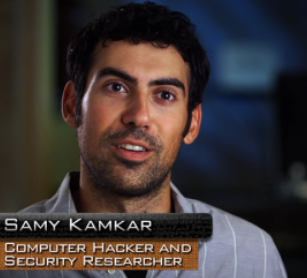 SAMY KAMKAR
COMPUTER HACKER AND
SECURITY RESEARCHER